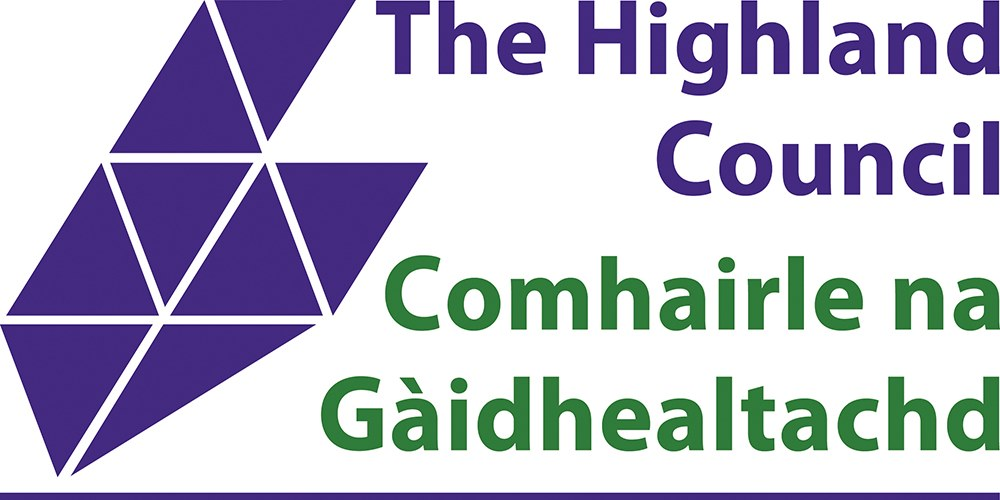 The Highland
Council
Comhairle na
Gàidhealtachd